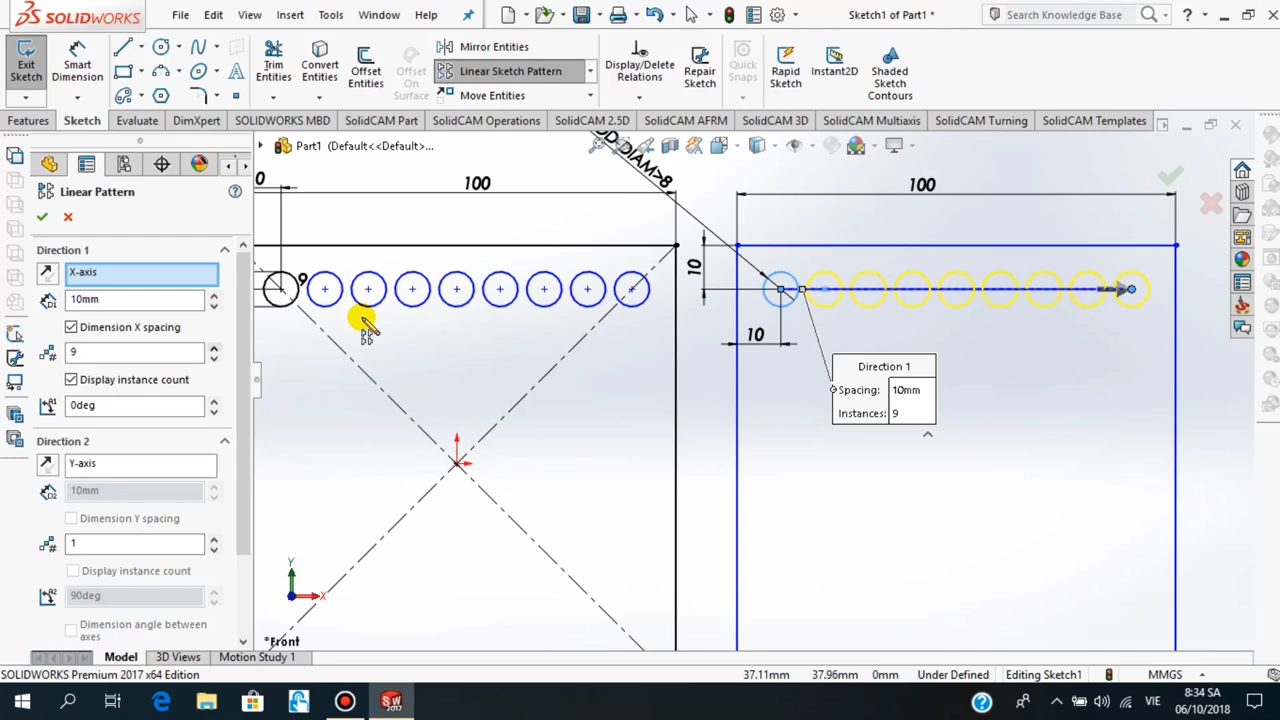 SOLIDWORKS
File Edit View Insert Tools Window Help
Sketch1 of Part1 *
Search Knowledge Base
?
Exit Sketch
Smart Dimension
Trim Entities
Convert Entities
Offset Entities
Offset On Surface
Mirror Entities
Linear Sketch Pattern
Move Entities
Display/Delete Relations
Repair Sketch
Quick Snaps
Rapid Sketch
Instant2D
Shaded Sketch Contours
Features Sketch Evaluate DimXpert SOLIDWORKS MBD SolidCAM Part SolidCAM Operations SolidCAM 2.5D SolidCAM AFRM SolidCAM 3D SolidCAM Multiaxis SolidCAM Turning SolidCAM Templates
Part1 (Default<<Default>...
Linear Pattern
Direction 1
X-axis
10mm
Dimension X spacing
9
Display instance count
0deg
Direction 2
Y-axis
10mm
Dimension Y spacing
1
Display instance count
90deg
Dimension angle between axes
0
100
DIAM>8
100
9
10
10
Direction 1
Spacing: 10mm
Instances: 9
Y
X
*Front
Model 3D Views Motion Study 1
SOLIDWORKS Premium 2017 x64 Edition
37.11mm 37.96mm 0mm Under Defined Editing Sketch1 MMGS
SW 2017
VIE
8:34 SA
06/10/2018